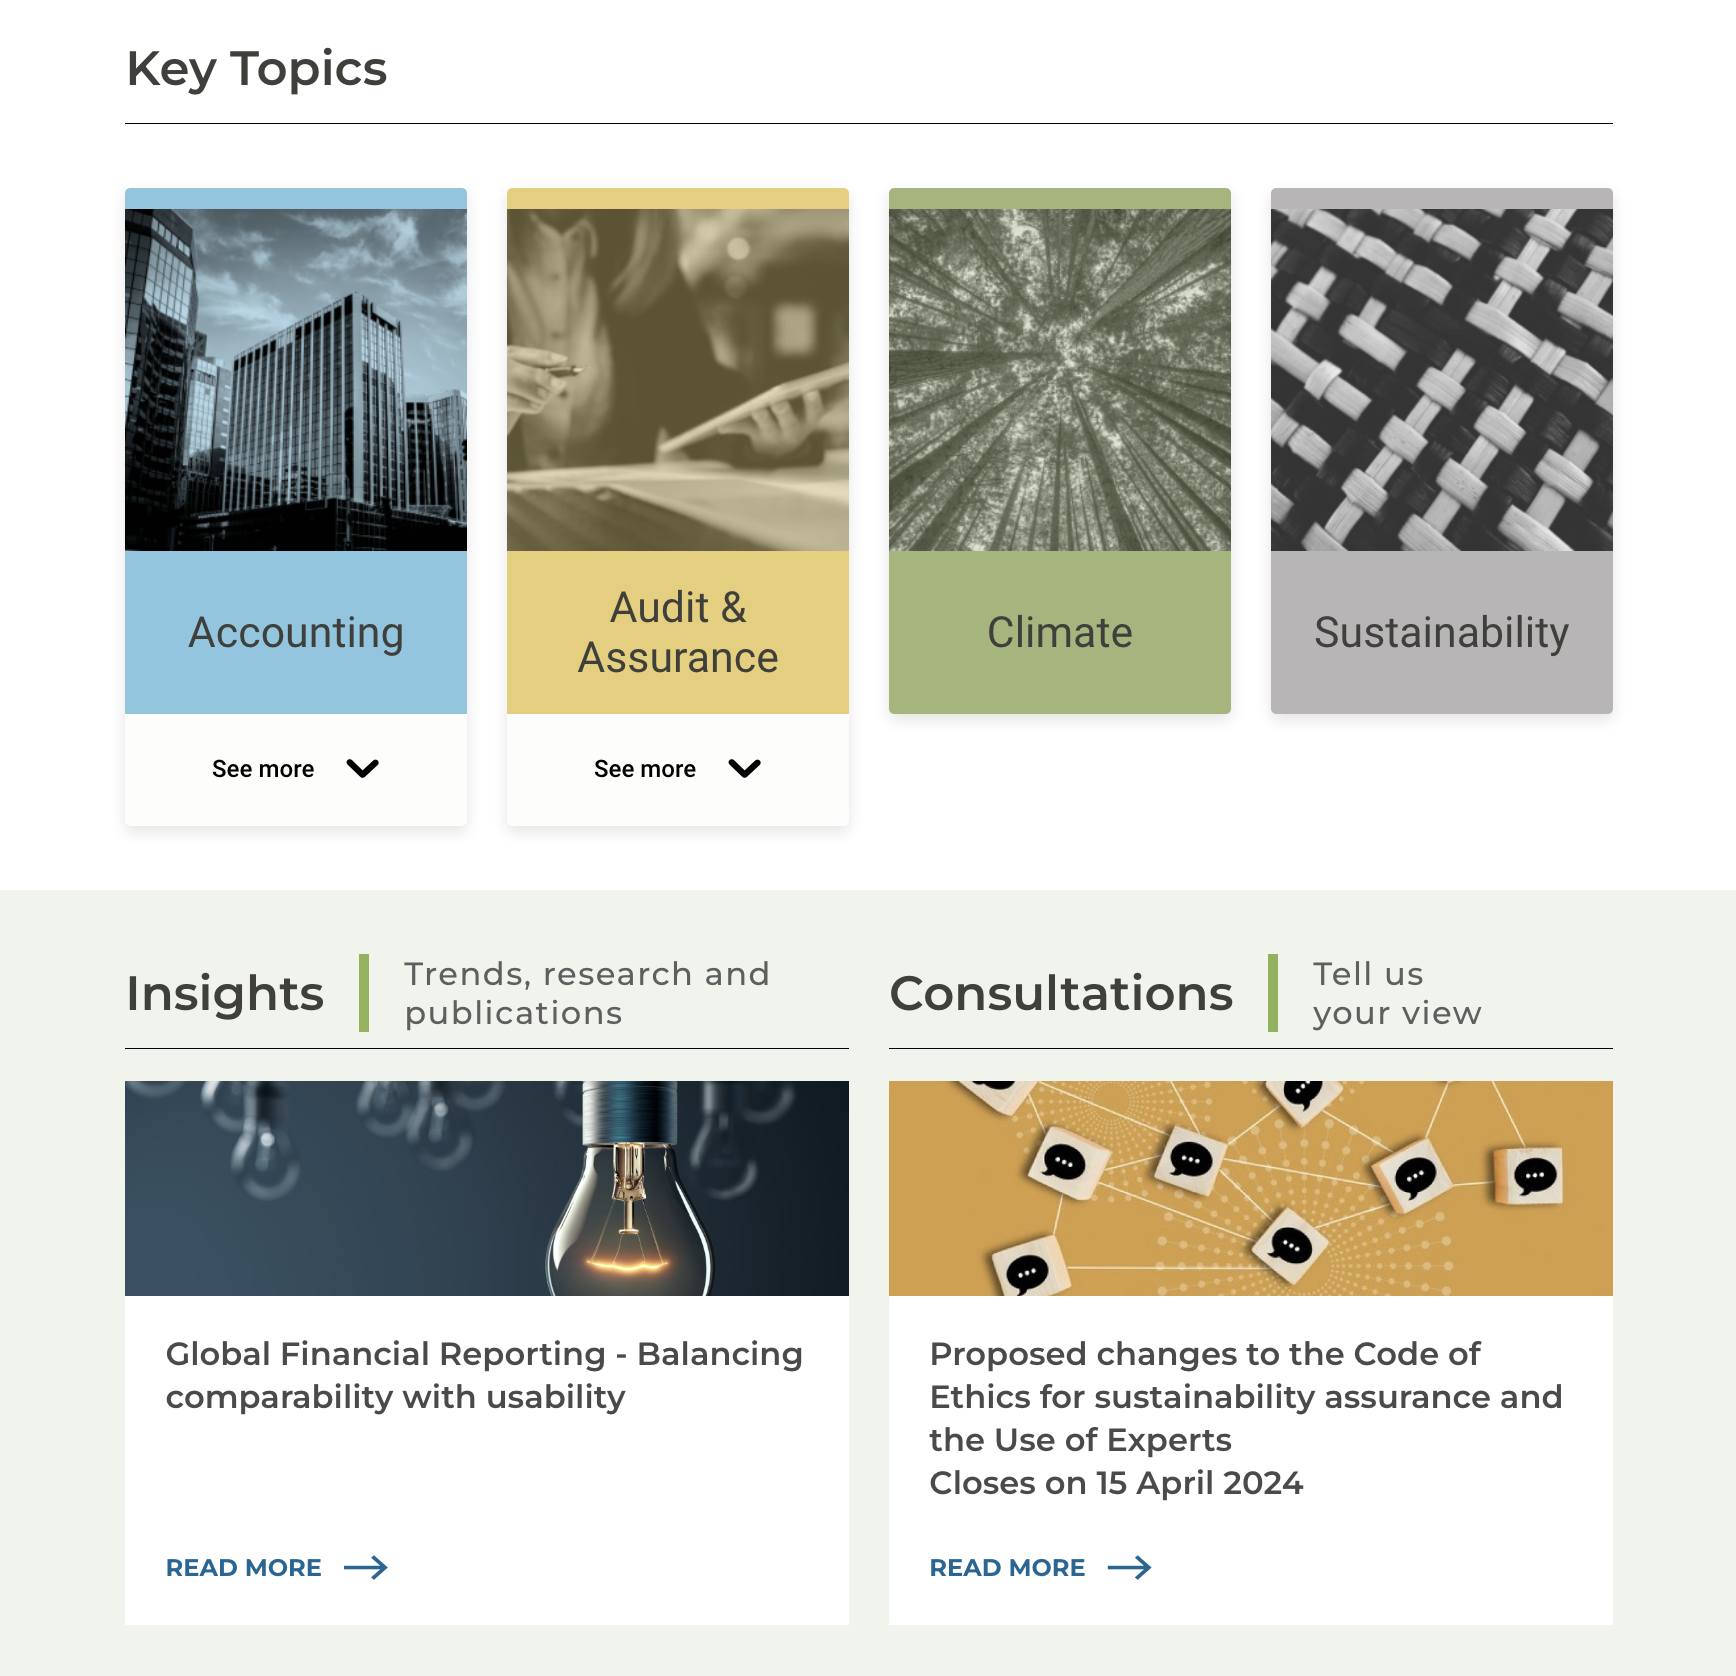 Key Topics
Accounting
Audit &
Assurance
Climate
Sustainability
See more
See more
Insights
Trends, research and
publications
Consultations
Tell us
your view
Global Financial Reporting - Balancing
comparability with usability
READ MORE
Proposed changes to the Code of
Ethics for sustainability assurance and
the Use of Experts
Closes on 15 April 2024
READ MORE